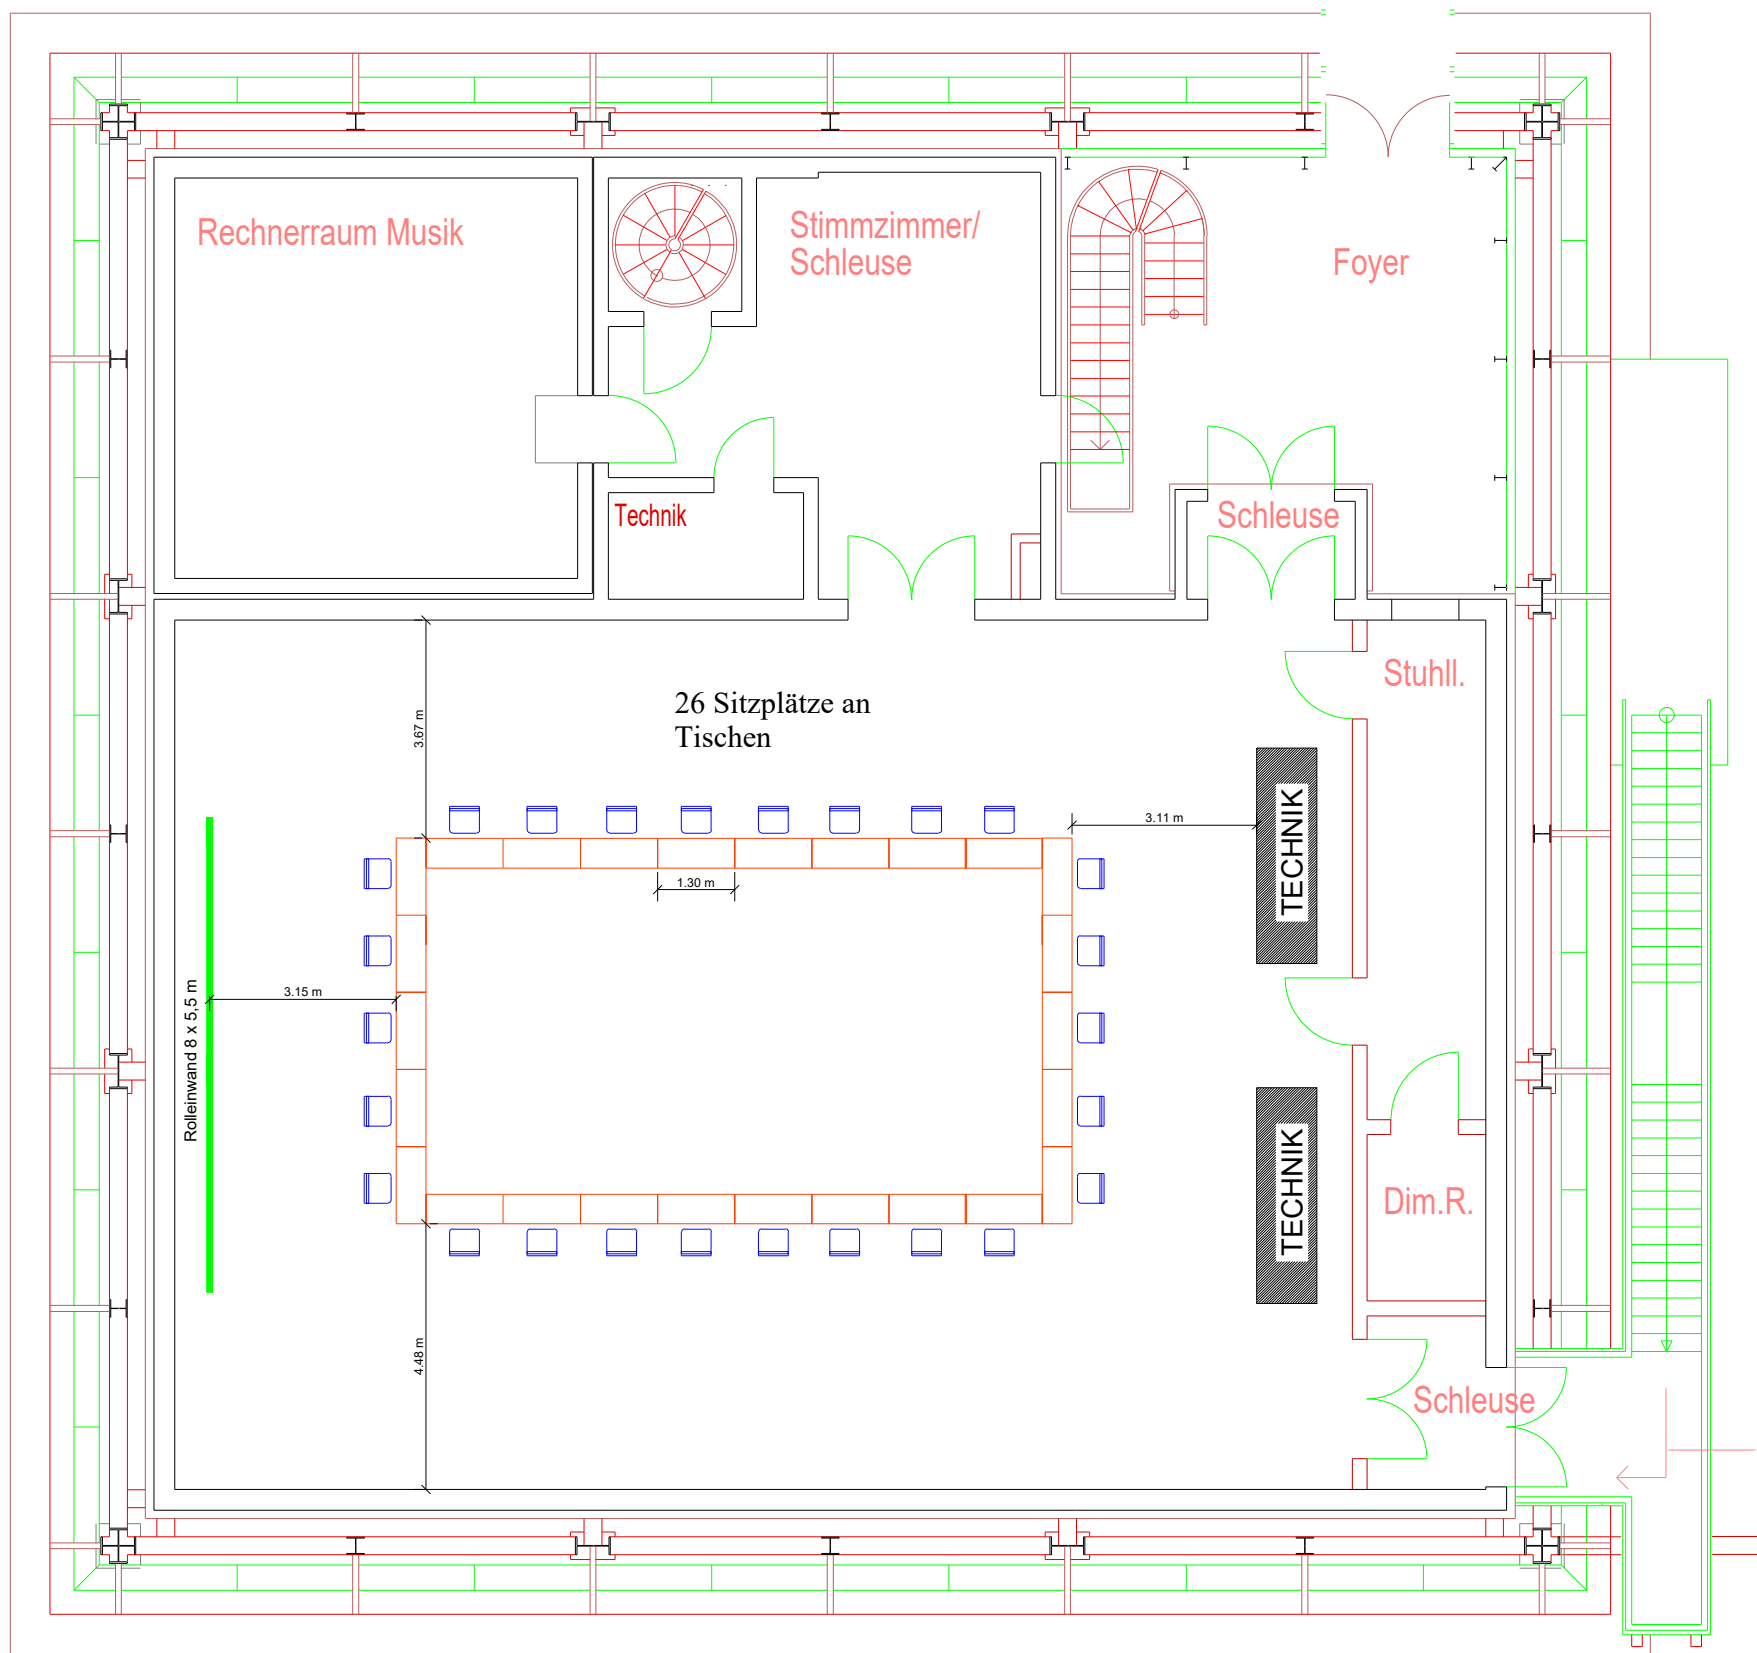 Rechnerraum Musik
Stimmzimmer/
Schleuse
Foyer
Technik
Schleuse
Stuhll.
26 Sitzplätze an
Tischen
3.67 m
3.11 m
TECHNIK
1.30 m
Rolleinwand 8 x 5,5 m
3.15 m
TECHNIK
Dim.R.
4.48 m
Schleuse